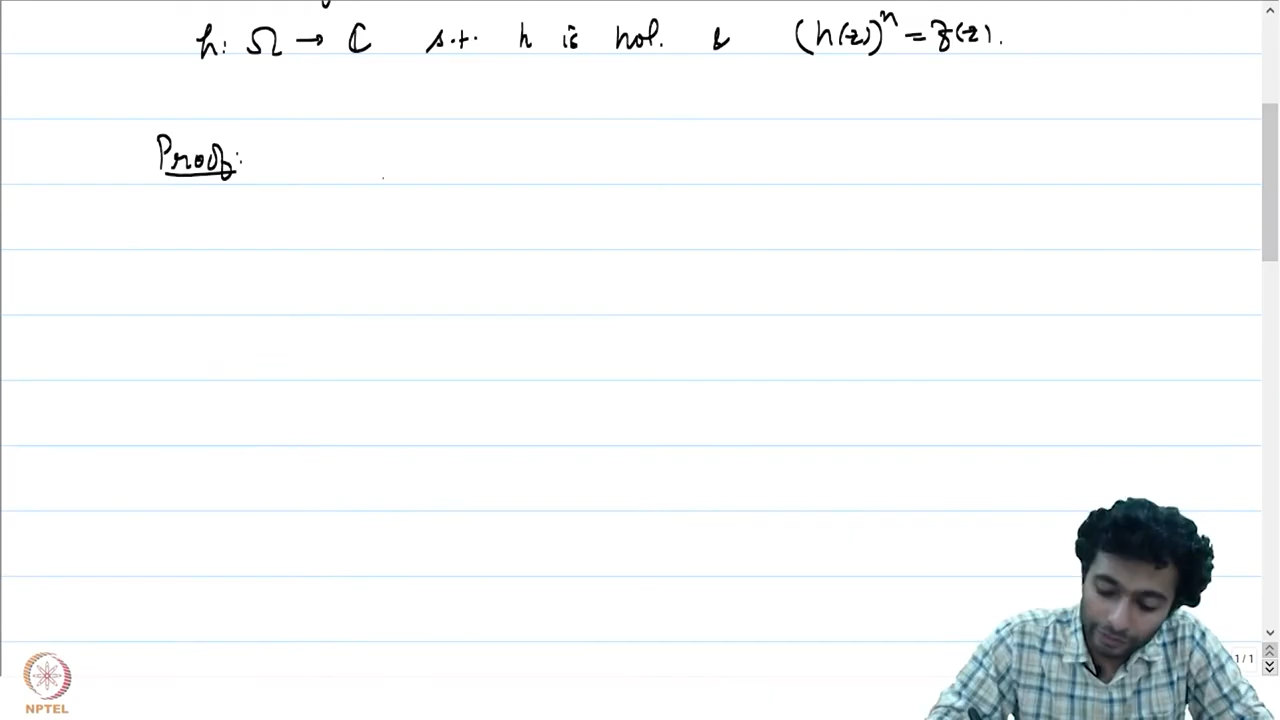 h: Ω → ℂ s.t. h is hol. & (h(z))ⁿ = f(z).
Proof:
1/1
NPTEL